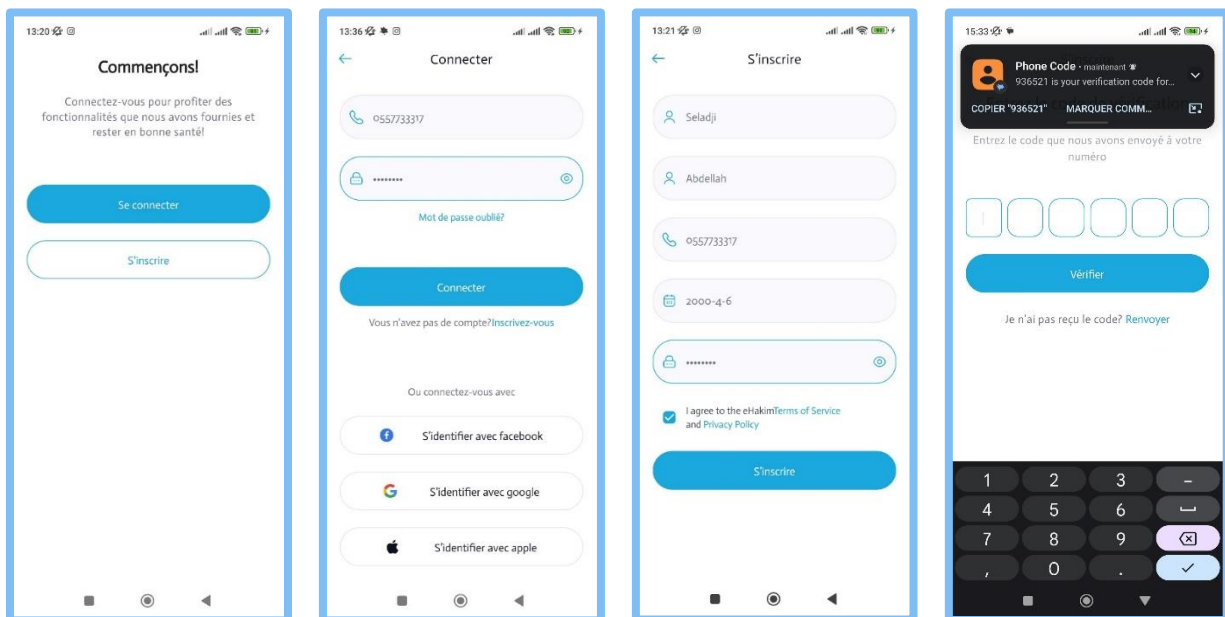 13:20
Commençons!
Connectez-vous pour profiter des
fonctionnalités que nous avons fournies et
rester en bonne santé!
Se connecter
S'inscrire
13:36
Connecter
0557733317
••••••••
Mot de passe oublié?
Connecter
Vous n'avez pas de compte?Inscrivez-vous
Ou connectez-vous avec
S'identifier avec facebook
S'identifier avec google
S'identifier avec apple
13:21
S'inscrire
Seladji
Abdellah
0557733317
2000-4-6
••••••••
I agree to the eHakimTerms of Service
and Privacy Policy
S'inscrire
15:33
Phone Code • maintenant
936521 is your verification code for...
COPIER "936521" MARQUER COMM...
Entrez le code que nous avons envoyé à votre
numéro
Vérifier
Je n'ai pas reçu le code? Renvoyer
1 2 3 -
4 5 6
7 8 9
, 0 .